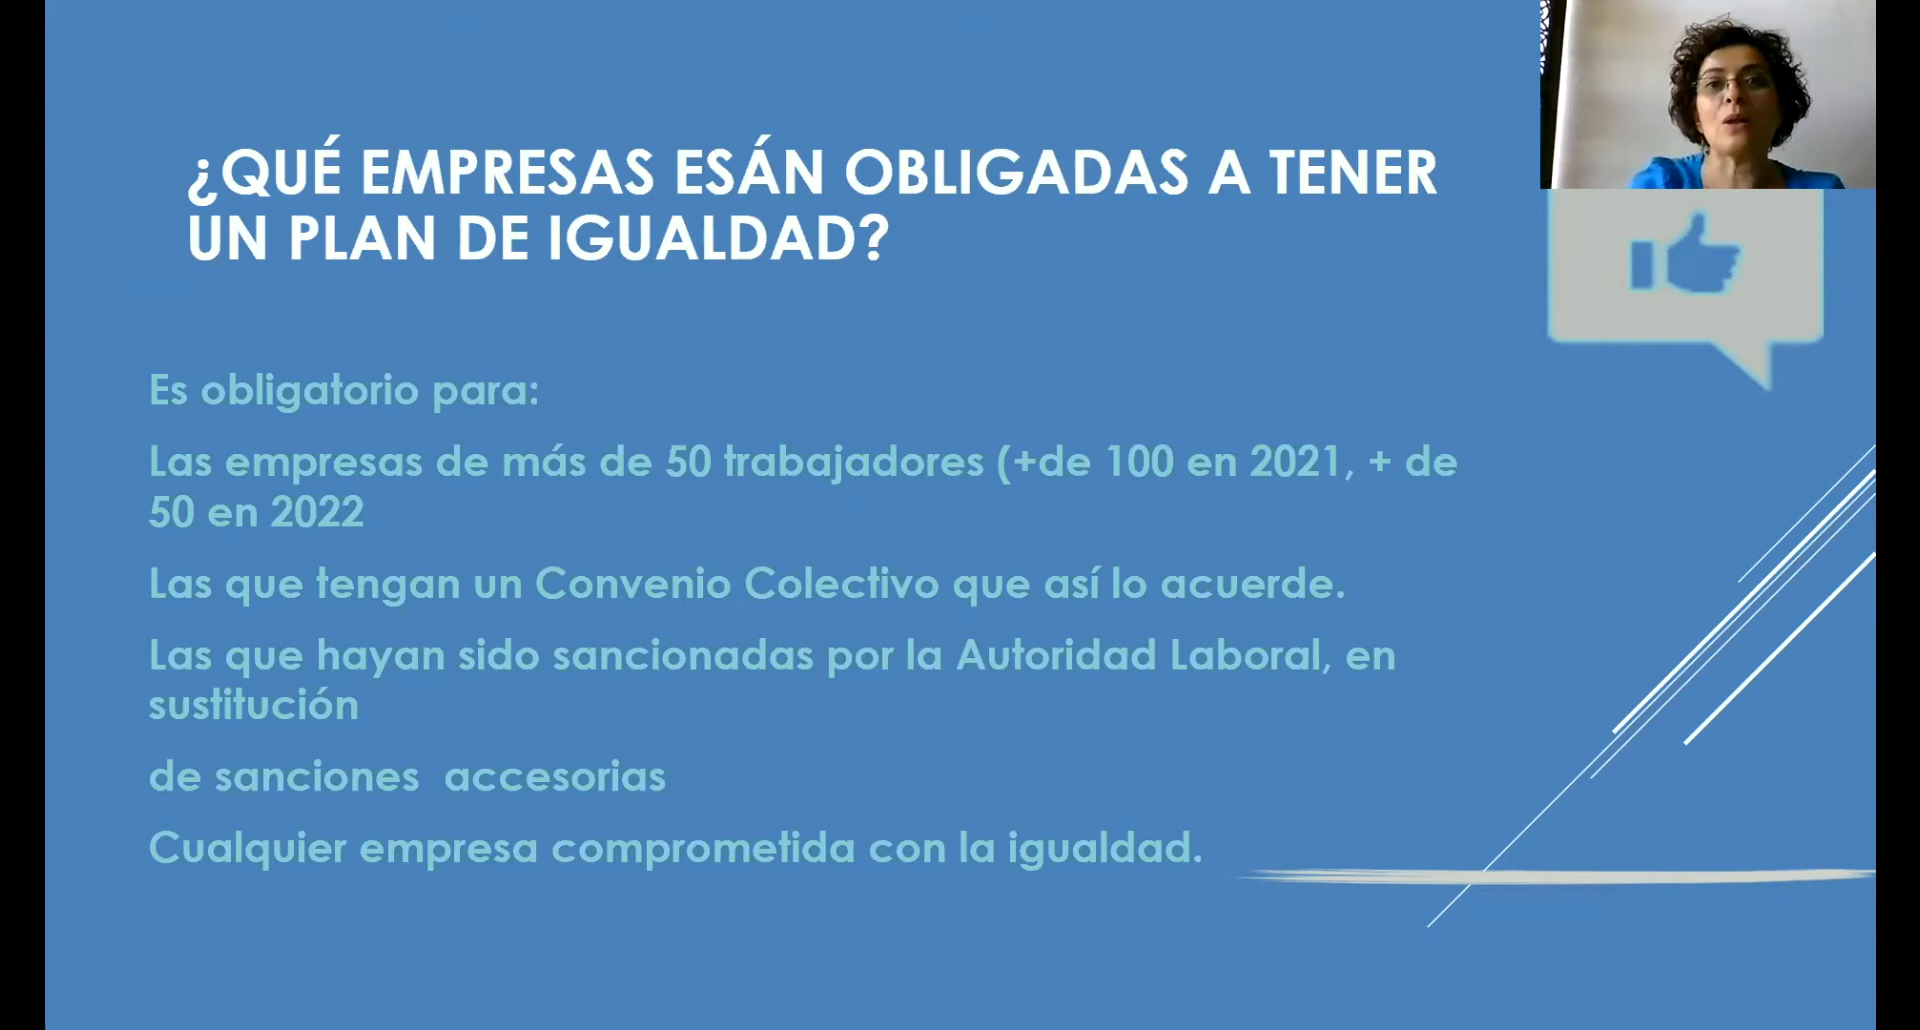 ¿QUÉ EMPRESAS ESÁN OBLIGADAS A TENER
UN PLAN DE IGUALDAD?
Es obligatorio para:
Las empresas de más de 50 trabajadores (+de 100 en 2021, + de
50 en 2022
Las que tengan un Convenio Colectivo que así lo acuerde.
Las que hayan sido sancionadas por la Autoridad Laboral, en
sustitución
de sanciones  accesorias
Cualquier empresa comprometida con la igualdad.